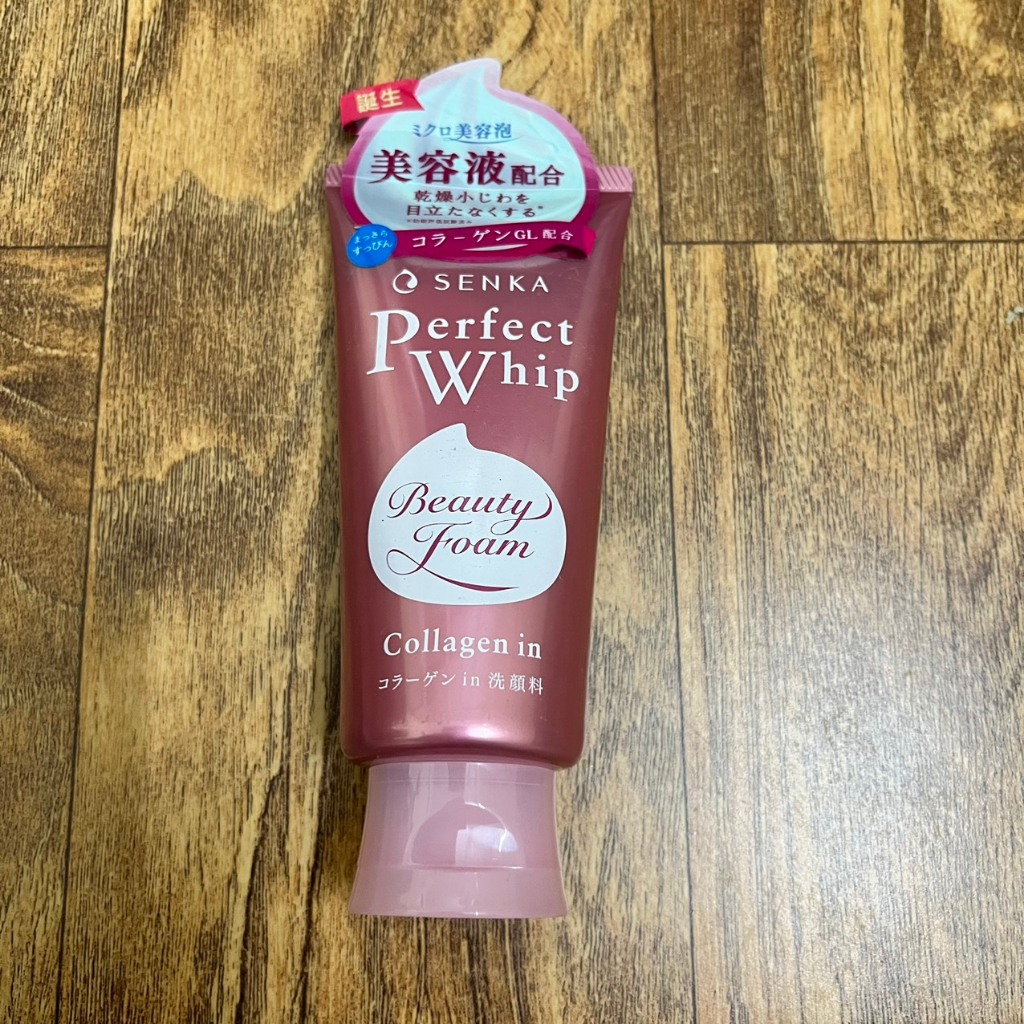 誕生
ミクロ美容泡
美容液配合
乾燥小じわを
目立たなくする*
まっさら
すっぴん
コラーゲンGL配合
SENKA
Perfect
Whip
Beauty
Foam
Collagen in
コラーゲン in 洗顔料